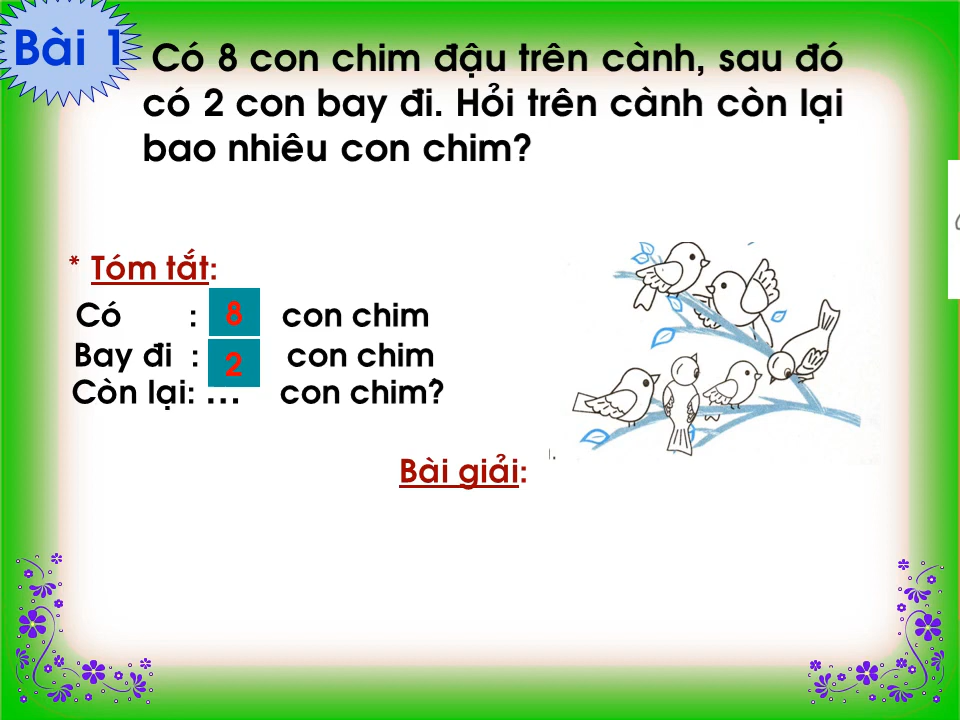 Bài 1
Có 8 con chim đậu trên cành, sau đó
có 2 con bay đi. Hỏi trên cành còn lại
bao nhiêu con chim?
* Tóm tắt:
Có : 8 con chim
Bay đi : 2 con chim
Còn lại: ... con chim?
Bài giải: